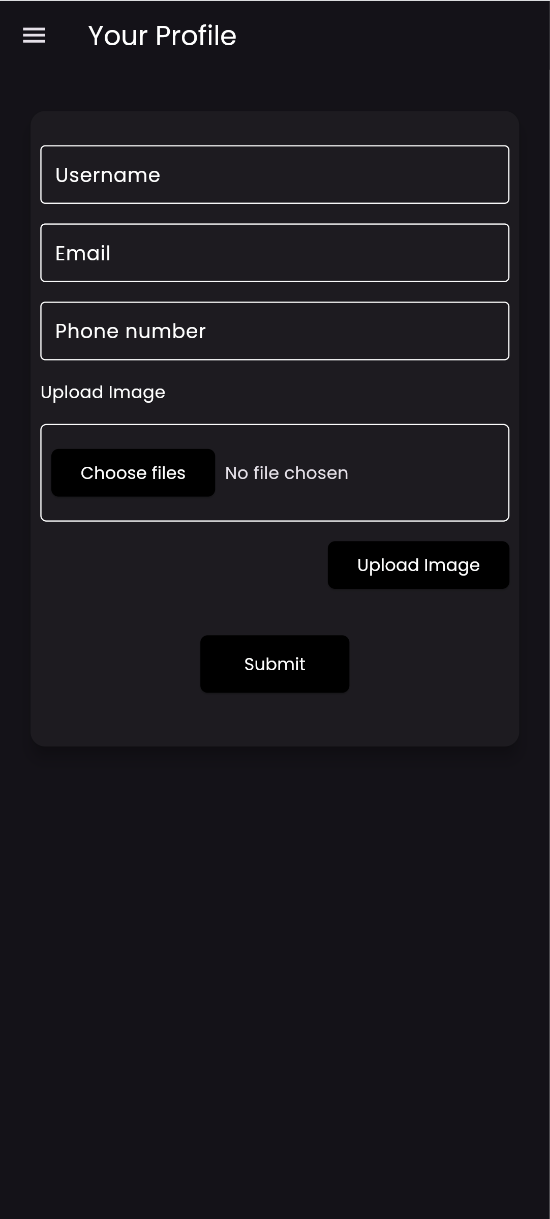 Your Profile
Username
Email
Phone number
Upload Image
Choose files No file chosen
Upload Image
Submit